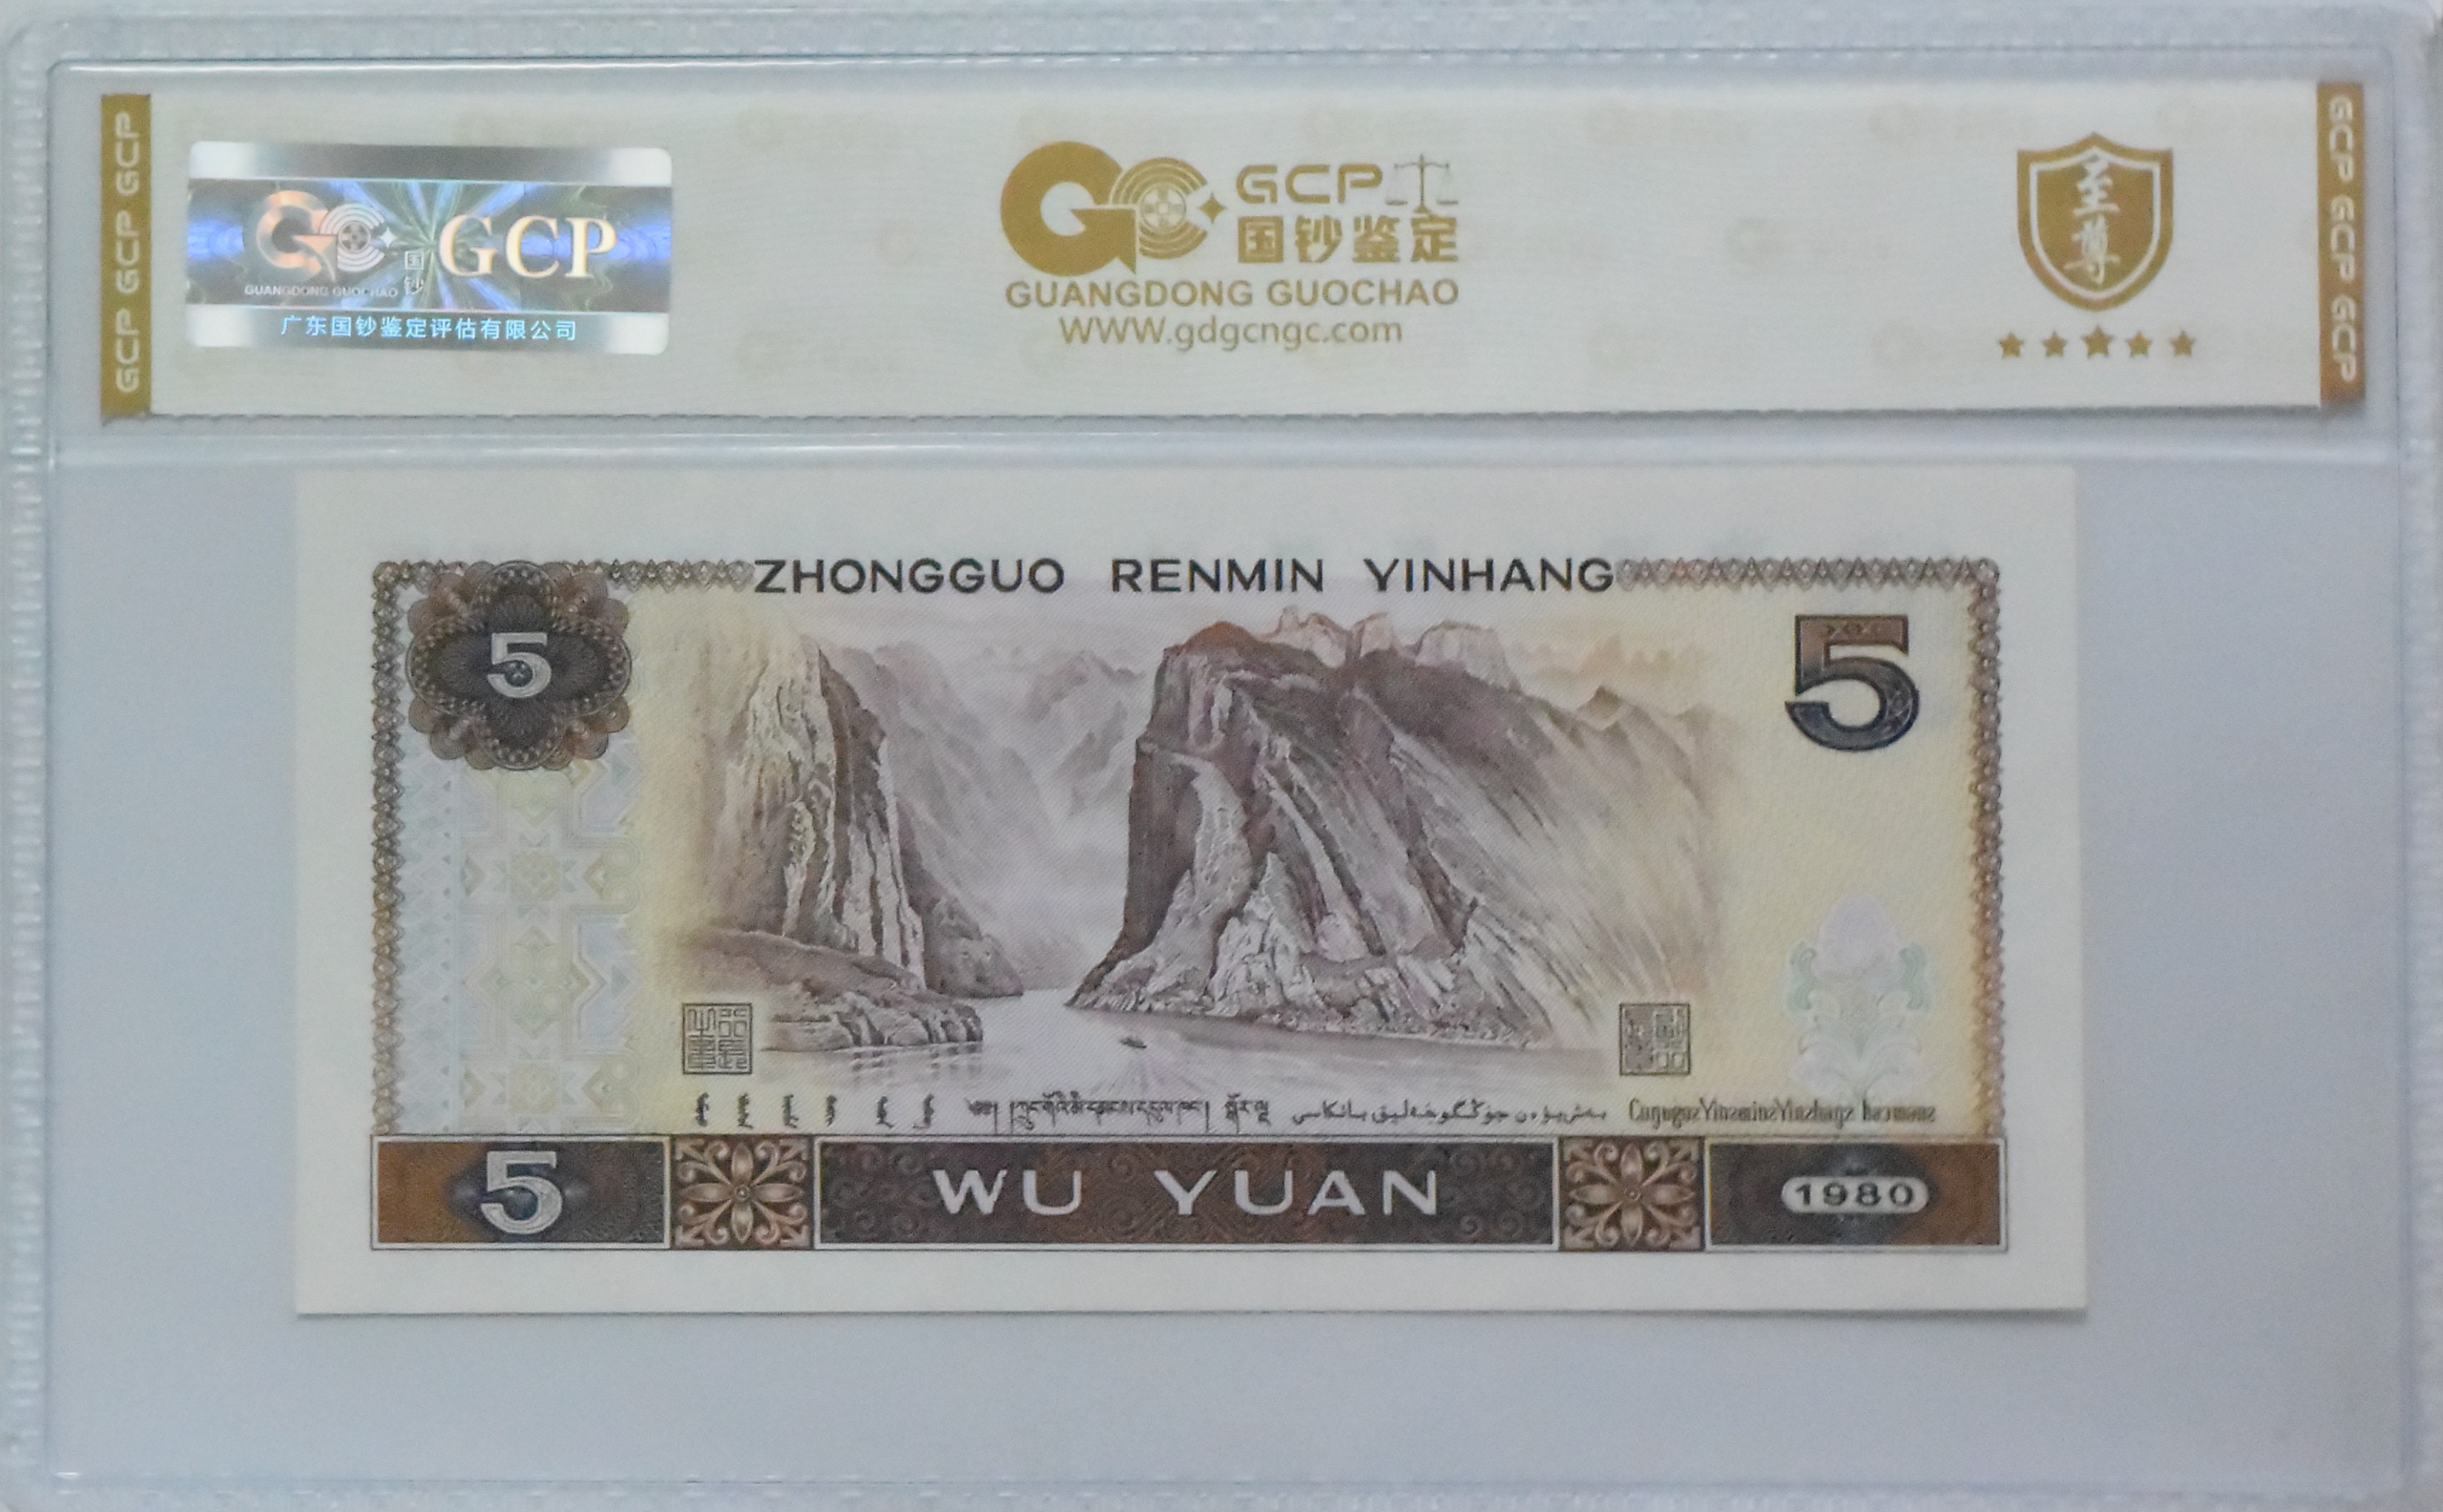 GCP GCP GCP
GCP
国
钞
GUANGDONG GUOCHAO
广东国钞鉴定评估有限公司
GCP
国钞鉴定
GUANGDONG GUOCHAO
WWW.gdgcngc.com
至
尊
GCP GCP GCP
ZHONGGUO RENMIN YINHANG
5
5
5
WU YUAN
1980